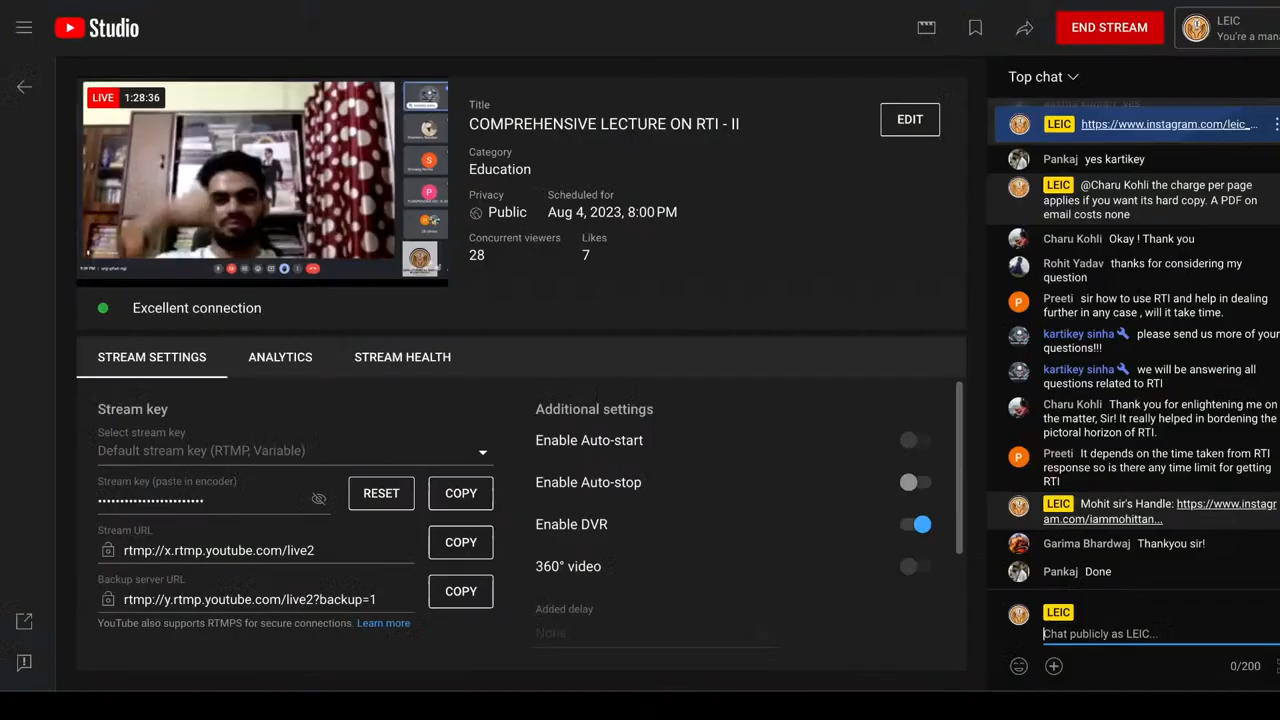 Studio
END STREAM
LEIC
You're a mana
LIVE 1:28:36
Title
COMPREHENSIVE LECTURE ON RTI - II
EDIT
Category
Education
Privacy
Public
Scheduled for
Aug 4, 2023, 8:00 PM
Concurrent viewers
28
Likes
7
Excellent connection
STREAM SETTINGS
ANALYTICS
STREAM HEALTH
Stream key
Select stream key
Default stream key (RTMP, Variable)
Stream key (paste in encoder)
••••••••••••••••••••••••
RESET
COPY
Stream URL
rtmp://x.rtmp.youtube.com/live2
COPY
Backup server URL
rtmp://y.rtmp.youtube.com/live2?backup=1
COPY
YouTube also supports RTMPS for secure connections. Learn more
Additional settings
Enable Auto-start
Enable Auto-stop
Enable DVR
360° video
Added delay
None
Top chat
LEIC https://www.instagram.com/leic_...
Pankaj yes kartikey
LEIC @Charu Kohli the charge per page
applies if you want its hard copy. A PDF on
email costs none
Charu Kohli Okay ! Thank you
Rohit Yadav thanks for considering my
question
Preeti sir how to use RTI and help in dealing
further in any case , will it take time.
kartikey sinha please send us more of your
questions!!!
kartikey sinha we will be answering all
questions related to RTI
Charu Kohli Thank you for enlightening me on
the matter, Sir! It really helped in bordening the
pictoral horizon of RTI.
Preeti It depends on the time taken from RTI
response so is there any time limit for getting
RTI
LEIC Mohit sir's Handle: https://www.instagr
am.com/iammohittan...
Garima Bhardwaj Thankyou sir!
Pankaj Done
LEIC
Chat publicly as LEIC...
0/200